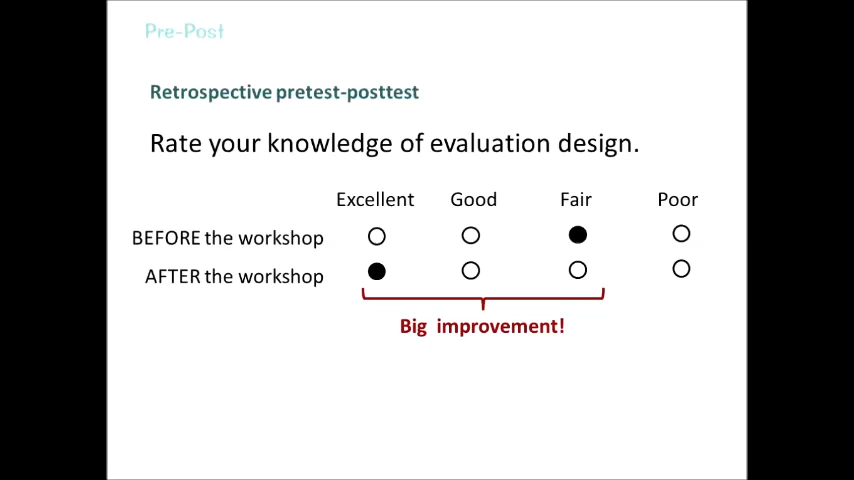 Pre-Post
Retrospective pretest-posttest
Rate your knowledge of evaluation design.
Excellent Good Fair Poor
BEFORE the workshop
AFTER the workshop
Big improvement!